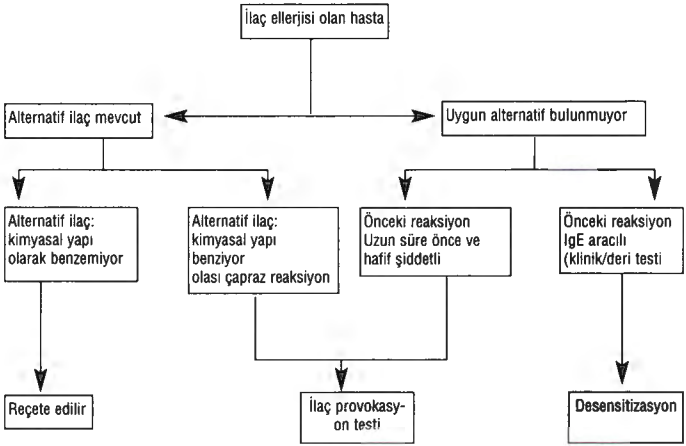 İlaç ellerjisi olan hasta
Alternatif ilaç mevcut
Uygun alternatif bulunmuyor
Alternatif ilaç:
kimyasal yapı
olarak benzemiyor
Alternatif ilaç:
kimyasal yapı
benziyor
olası çapraz reaksiyon
Önceki reaksiyon
Uzun süre önce ve
hafif şiddetli
Önceki reaksiyon
IgE aracılı
(klinik/deri testi
Reçete edilir
İlaç provokasy-
on testi
Desensitizasyon